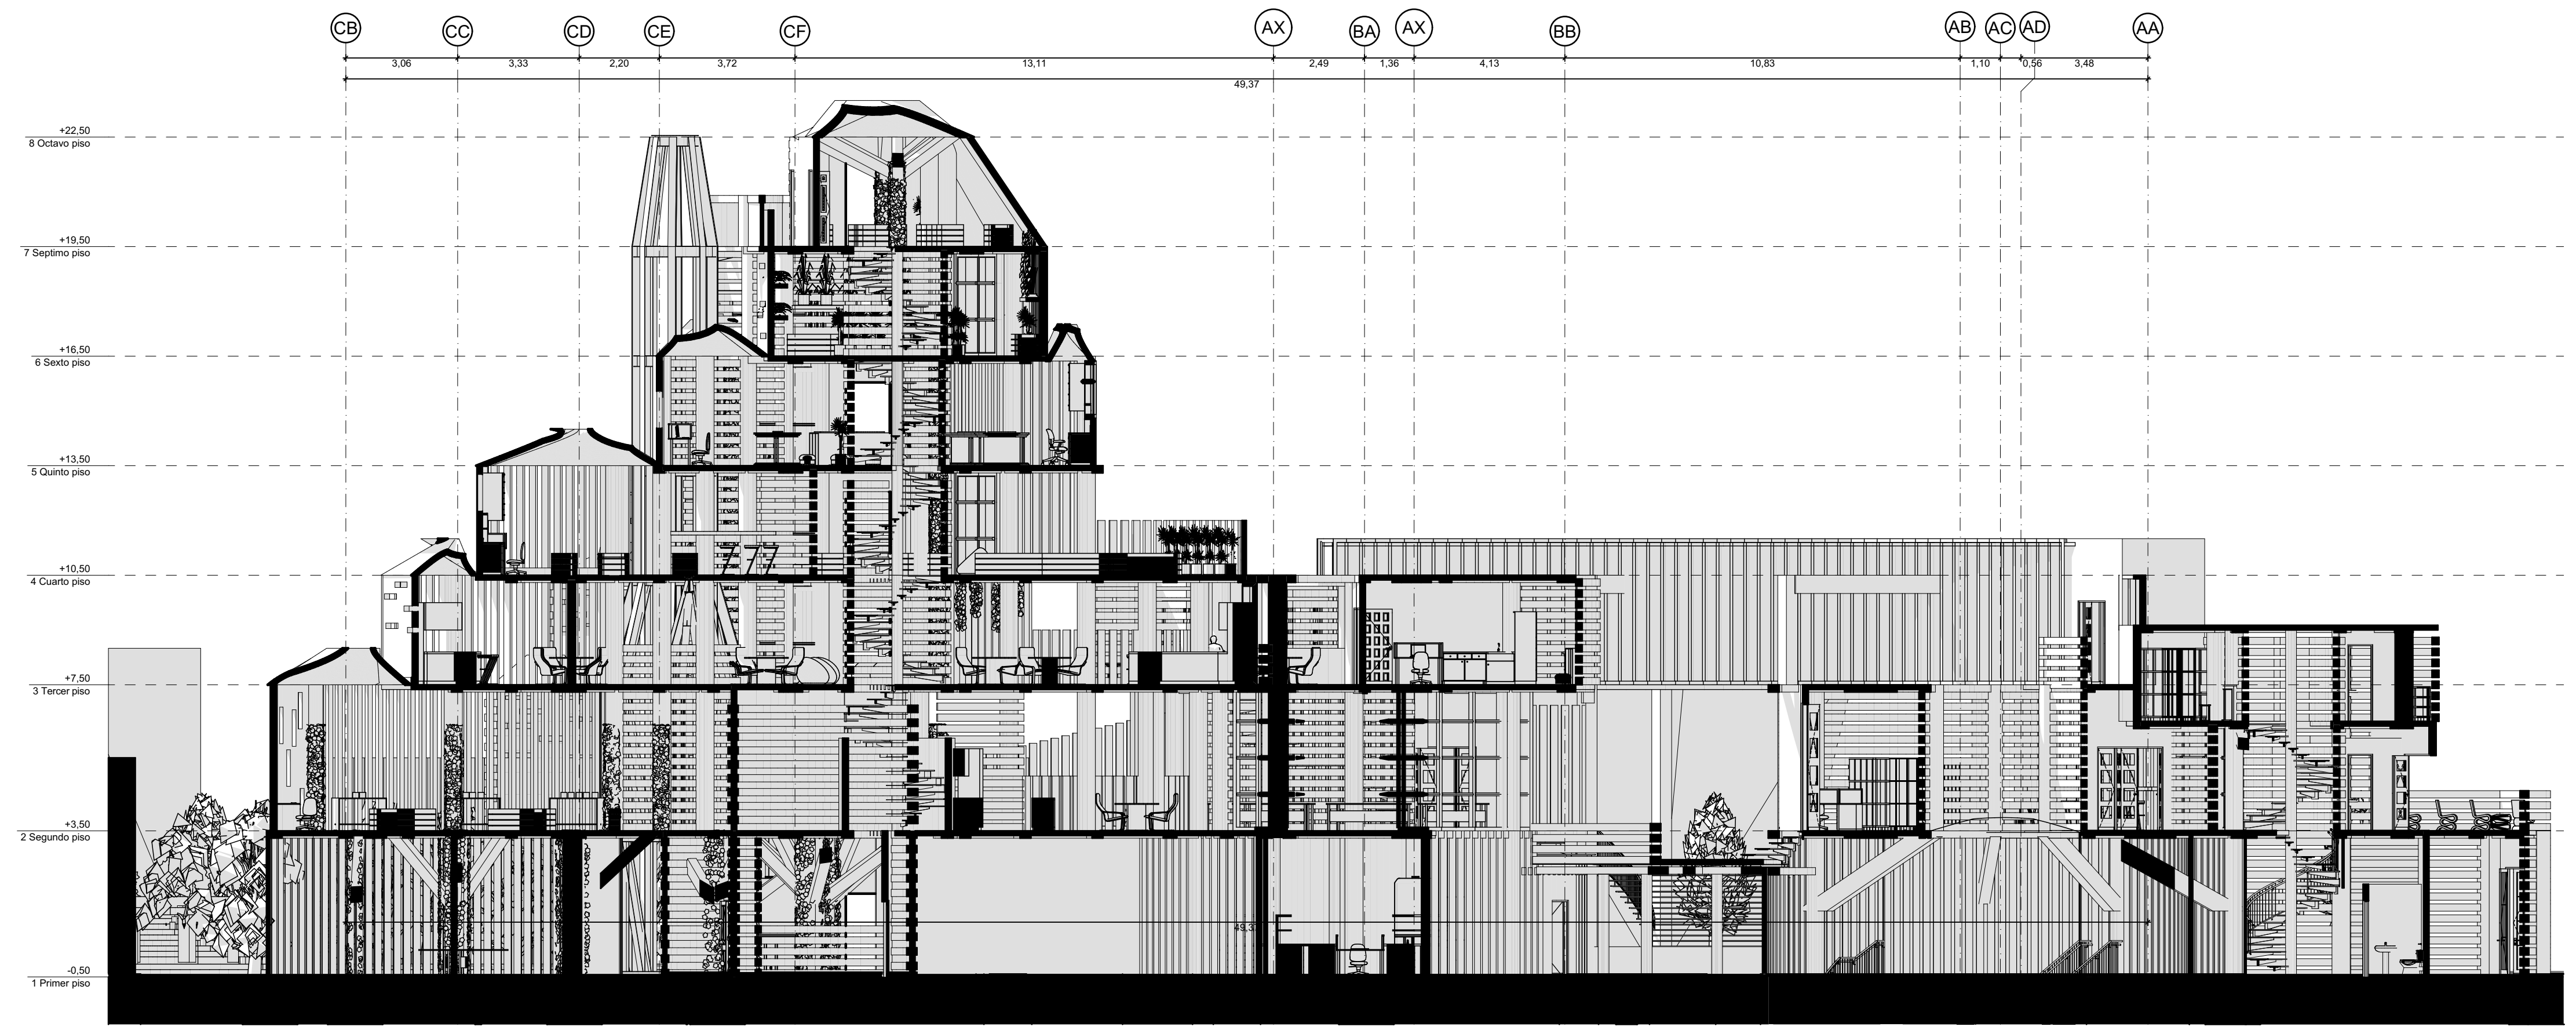 CB CC CD CE CF AX BA AX BB AB AC AD AA
3,06 3,33 2,20 3,72 13,11 2,49 1,36 4,13 10,83 1,10 0,56 3,48
49,37
+22,50
8 Octavo piso
+19,50
7 Septimo piso
+16,50
6 Sexto piso
+13,50
5 Quinto piso
+10,50
4 Cuarto piso
+7,50
3 Tercer piso
+3,50
2 Segundo piso
49,37
-0,50
1 Primer piso